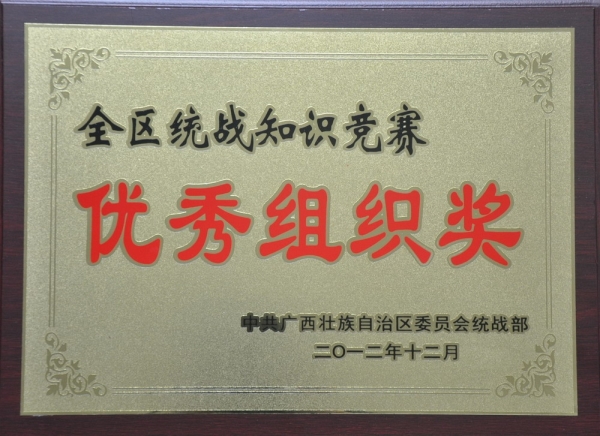 全区统战知识竞赛
优秀组织奖
中共广西壮族自治区委员会统战部
二〇一二年十二月